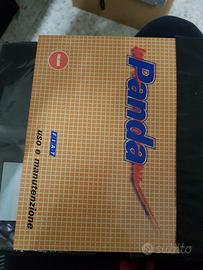 Panda
FIAT
uso e manutenzione
subito